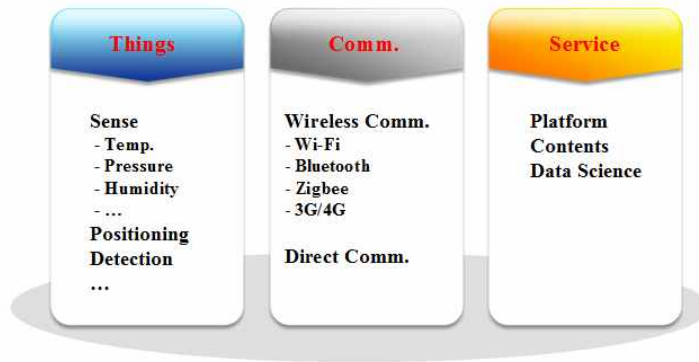 Things
Sense
- Temp.
- Pressure
- Humidity
- ...
Positioning
Detection
...
Comm.
Wireless Comm.
- Wi-Fi
- Bluetooth
- Zigbee
- 3G/4G
Direct Comm.
Service
Platform
Contents
Data Science